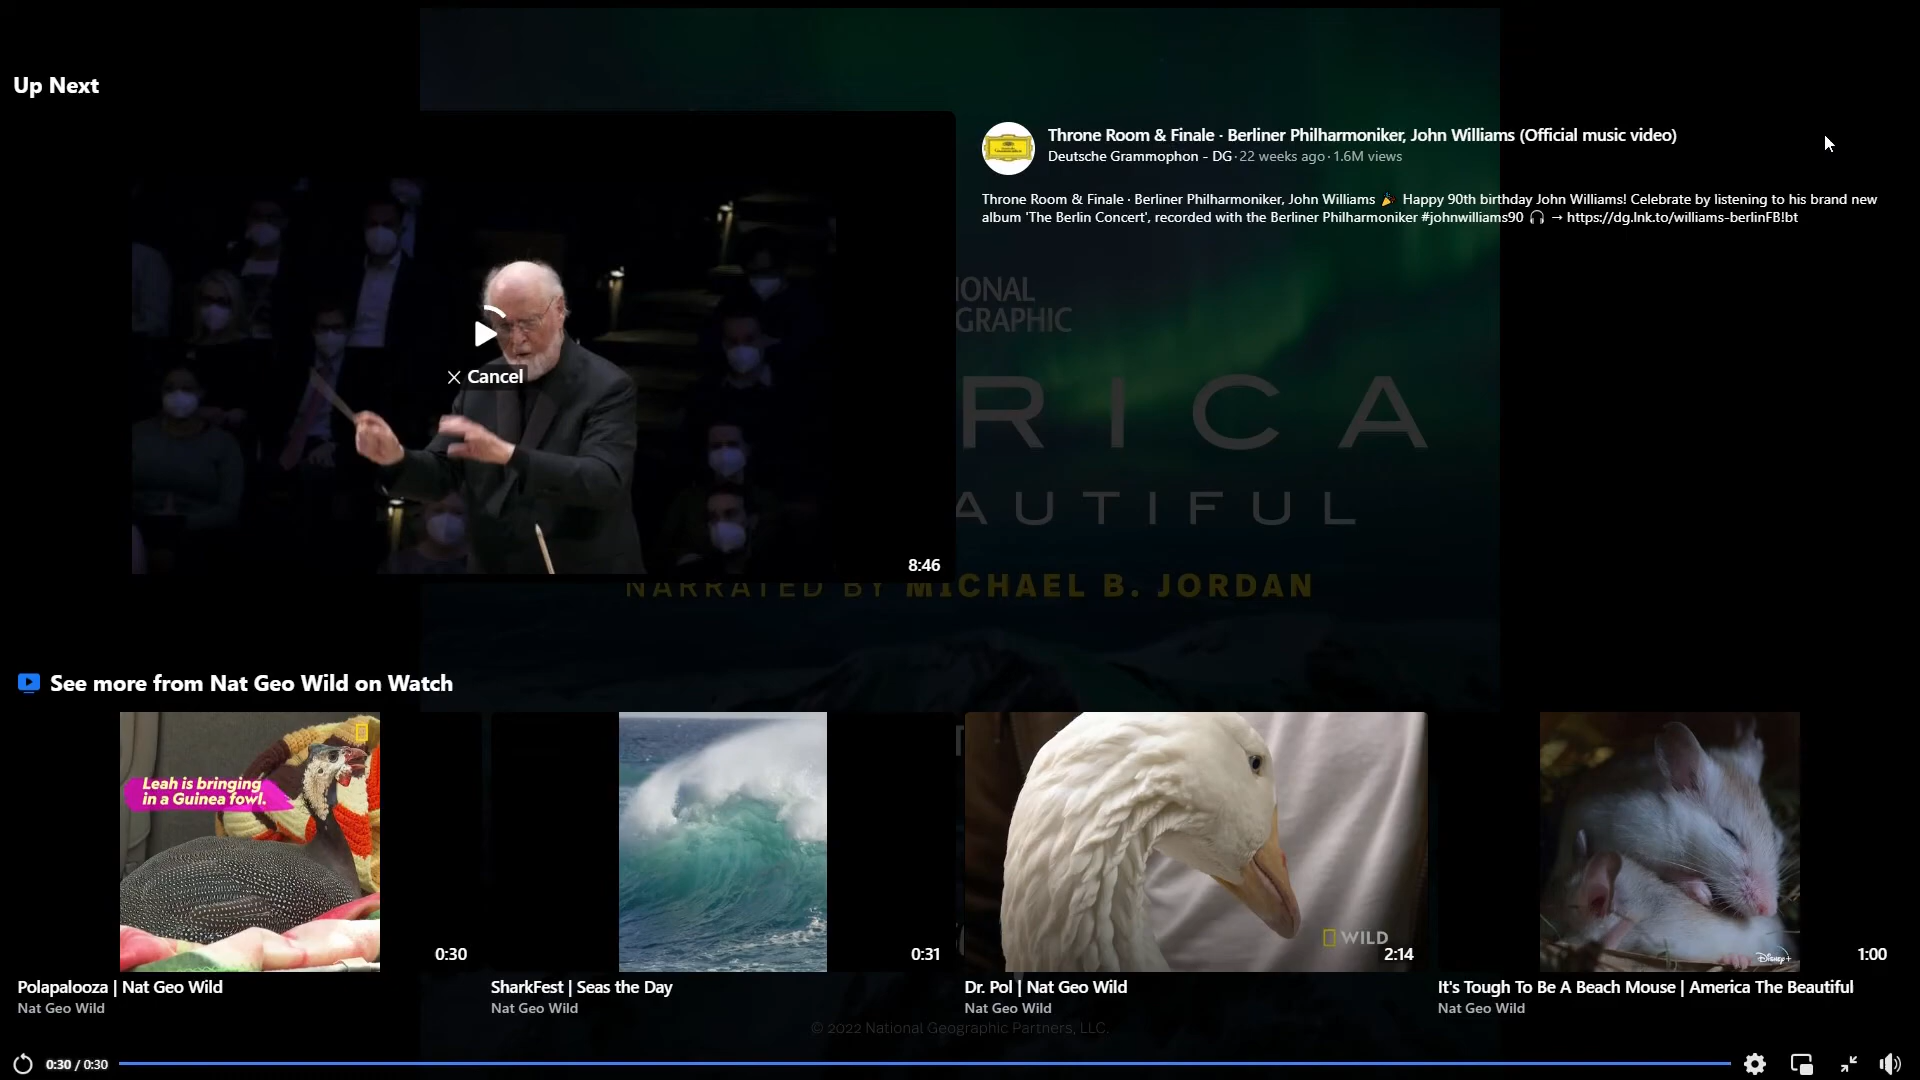 Up Next
Throne Room & Finale · Berliner Philharmoniker, John Williams (Official music video)
Deutsche Grammophon - DG · 22 weeks ago · 1.6M views
Throne Room & Finale · Berliner Philharmoniker, John Williams 🎉 Happy 90th birthday John Williams! Celebrate by listening to his brand new
album 'The Berlin Concert', recorded with the Berliner Philharmoniker #johnwilliams90 🎧 → https://dg.lnk.to/williams-berlinFB!bt
IONAL
GRAPHIC
RICA
Cancel
AUTIFUL
8:46
NARRATED BY MICHAEL B. JORDAN
See more from Nat Geo Wild on Watch
Leah is bringing
in a Guinea fowl.
WILD
Disney+
0:30
0:31
2:14
1:00
Polapalooza | Nat Geo Wild
Nat Geo Wild
SharkFest | Seas the Day
Nat Geo Wild
Dr. Pol | Nat Geo Wild
Nat Geo Wild
It's Tough To Be A Beach Mouse | America The Beautiful
Nat Geo Wild
© 2022 National Geographic Partners, LLC.
0:30 / 0:30